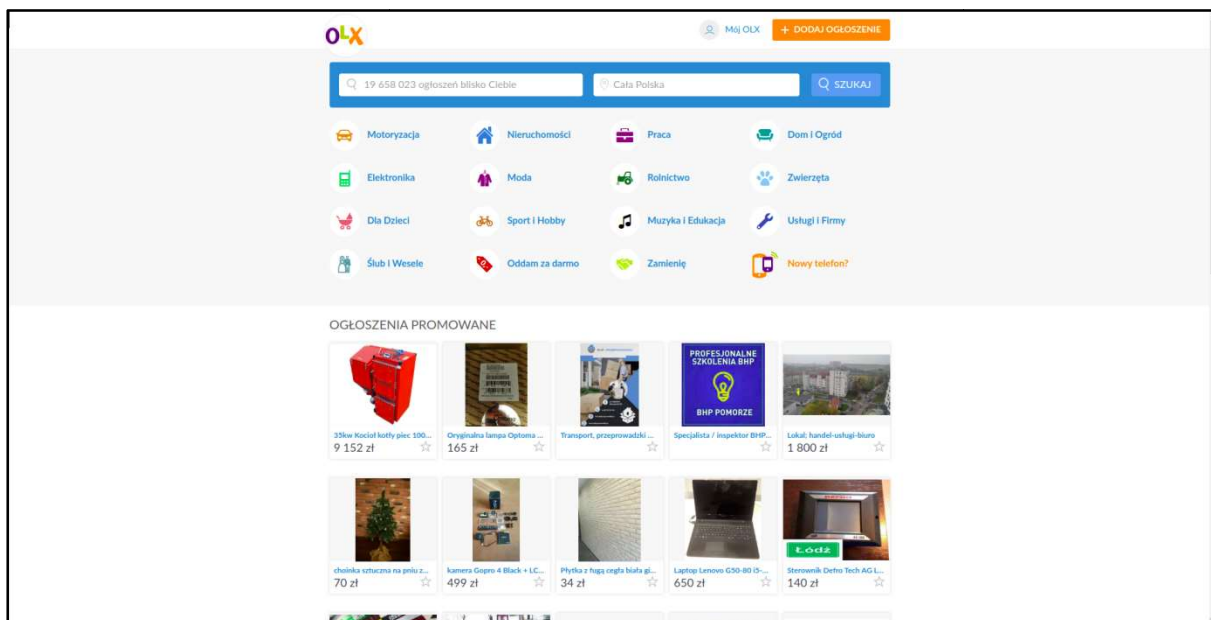 OLX
Mój OLX
+ DODAJ OGŁOSZENIE
19 658 023 ogłoszeń blisko Ciebie
Cała Polska
SZUKAJ
Motoryzacja
Nieruchomości
Praca
Dom i Ogród
Elektronika
Moda
Rolnictwo
Zwierzęta
Dla Dzieci
Sport i Hobby
Muzyka i Edukacja
Usługi i Firmy
Ślub i Wesele
Oddam za darmo
Zamienię
Nowy telefon?
OGŁOSZENIA PROMOWANE
PROFESJONALNE
SZKOLENIA BHP
BHP POMORZE
35kw Kocioł kotły piec 100...
Oryginalna lampa Optoma ...
Transport, przeprowadzki ...
Specjalista / inspektor BHP...
Lokal; handel-usługi-biuro
9 152 zł
165 zł
1 800 zł
Łódź
choinka sztuczna na pniu z...
kamera Gopro 4 Black + LC...
Płytka z fugą cegła biała gi...
Laptop Lenovo G50-80 i5-...
Sterownik Defro Tech AG L...
70 zł
499 zł
34 zł
650 zł
140 zł